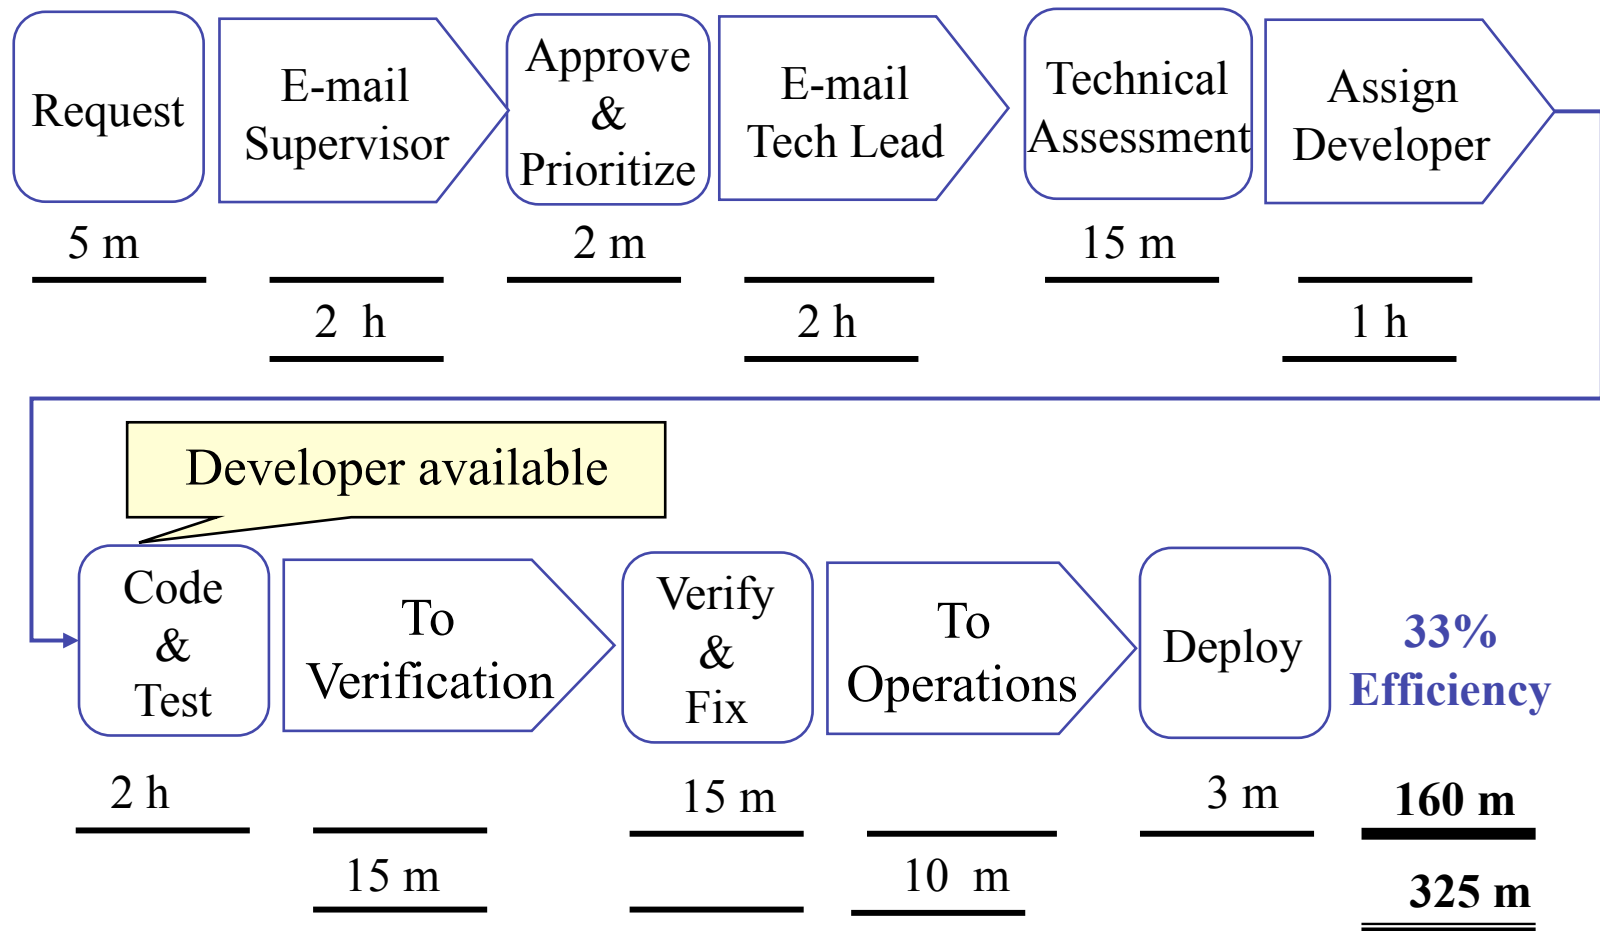 Request
E-mail
Supervisor
Approve
&
Prioritize
E-mail
Tech Lead
Technical
Assessment
Assign
Developer
5 m
2 m
15 m
2 h
2 h
1 h
Developer available
Code
&
Test
To
Verification
Verify
&
Fix
To
Operations
Deploy
33%
Efficiency
2 h
15 m
3 m
160 m
15 m
10 m
325 m